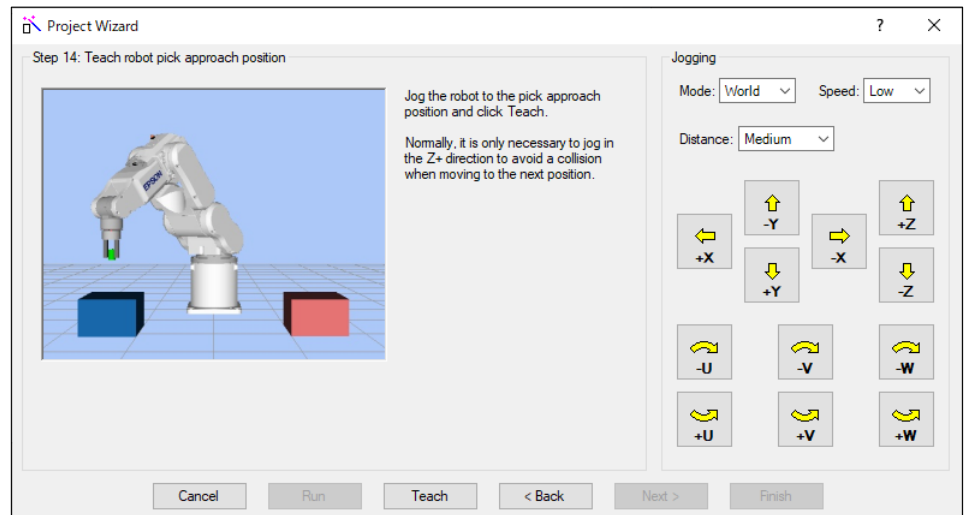 Project Wizard
?
Step 14: Teach robot pick approach position
EPSON
Jog the robot to the pick approach
position and click Teach.
Normally, it is only necessary to jog in
the Z+ direction to avoid a collision
when moving to the next position.
Jogging
Mode: World Speed: Low
Distance: Medium
-Y
+Z
+X
-X
+Y
-Z
-U
-V
-W
+U
+V
+W
Cancel
Run
Teach
< Back
Next >
Finish